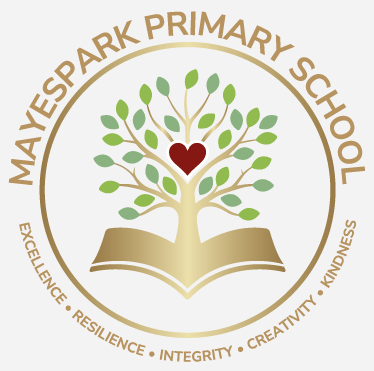 MAYESPARK PRIMARY SCHOOL
EXCELLENCE • RESILIENCE • INTEGRITY • CREATIVITY • KINDNESS